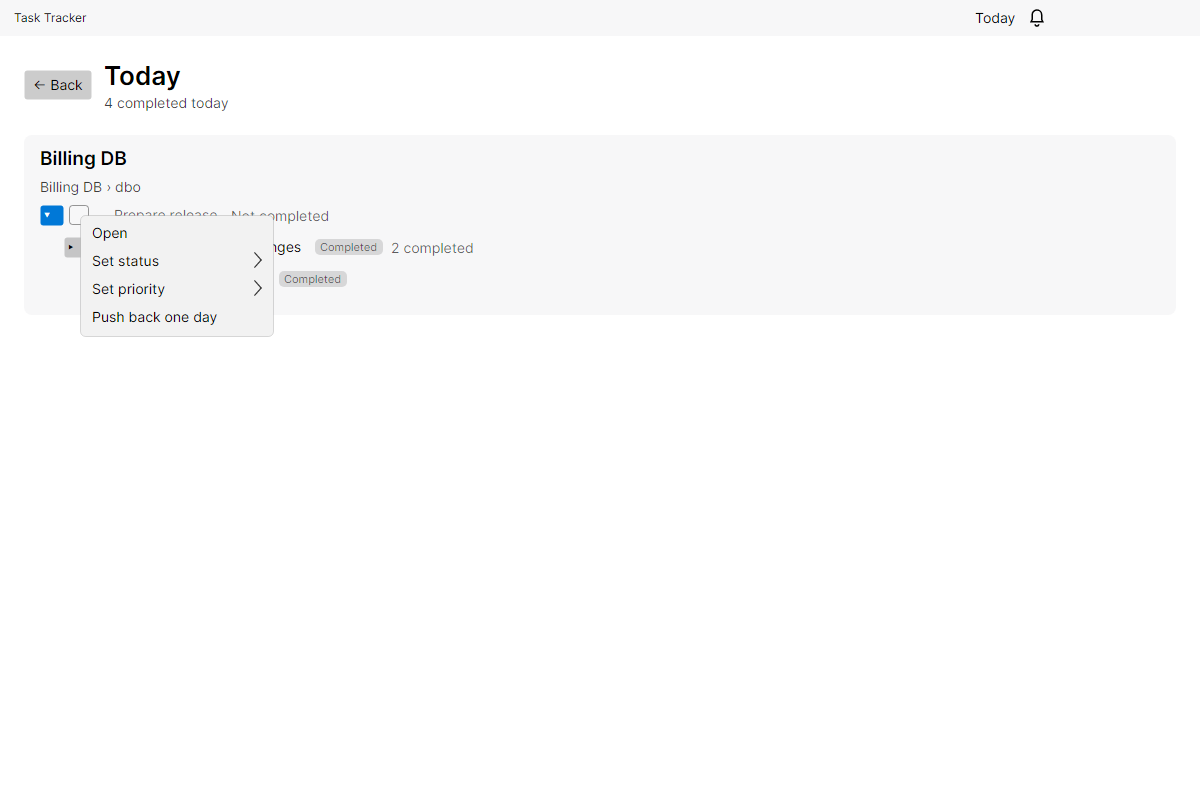 Task Tracker
Today
← Back
Today
4 completed today
Billing DB
Billing DB › dbo
Prepare release Not completed
Open
nges Completed 2 completed
Set status
Completed
Set priority
Push back one day